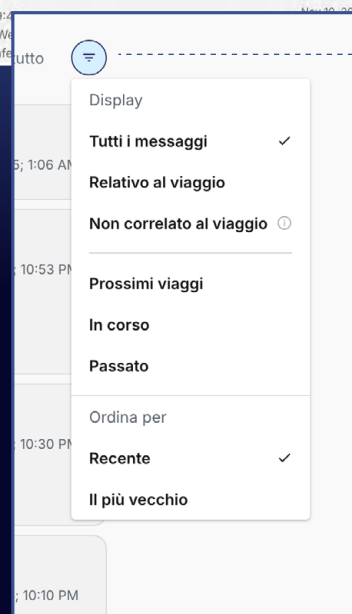 tutto
Display
Tutti i messaggi
5; 1:06 AM
Relativo al viaggio
Non correlato al viaggio
; 10:53 PM
Prossimi viaggi
In corso
Passato
Ordina per
; 10:30 PM
Recente
Il più vecchio
; 10:10 PM